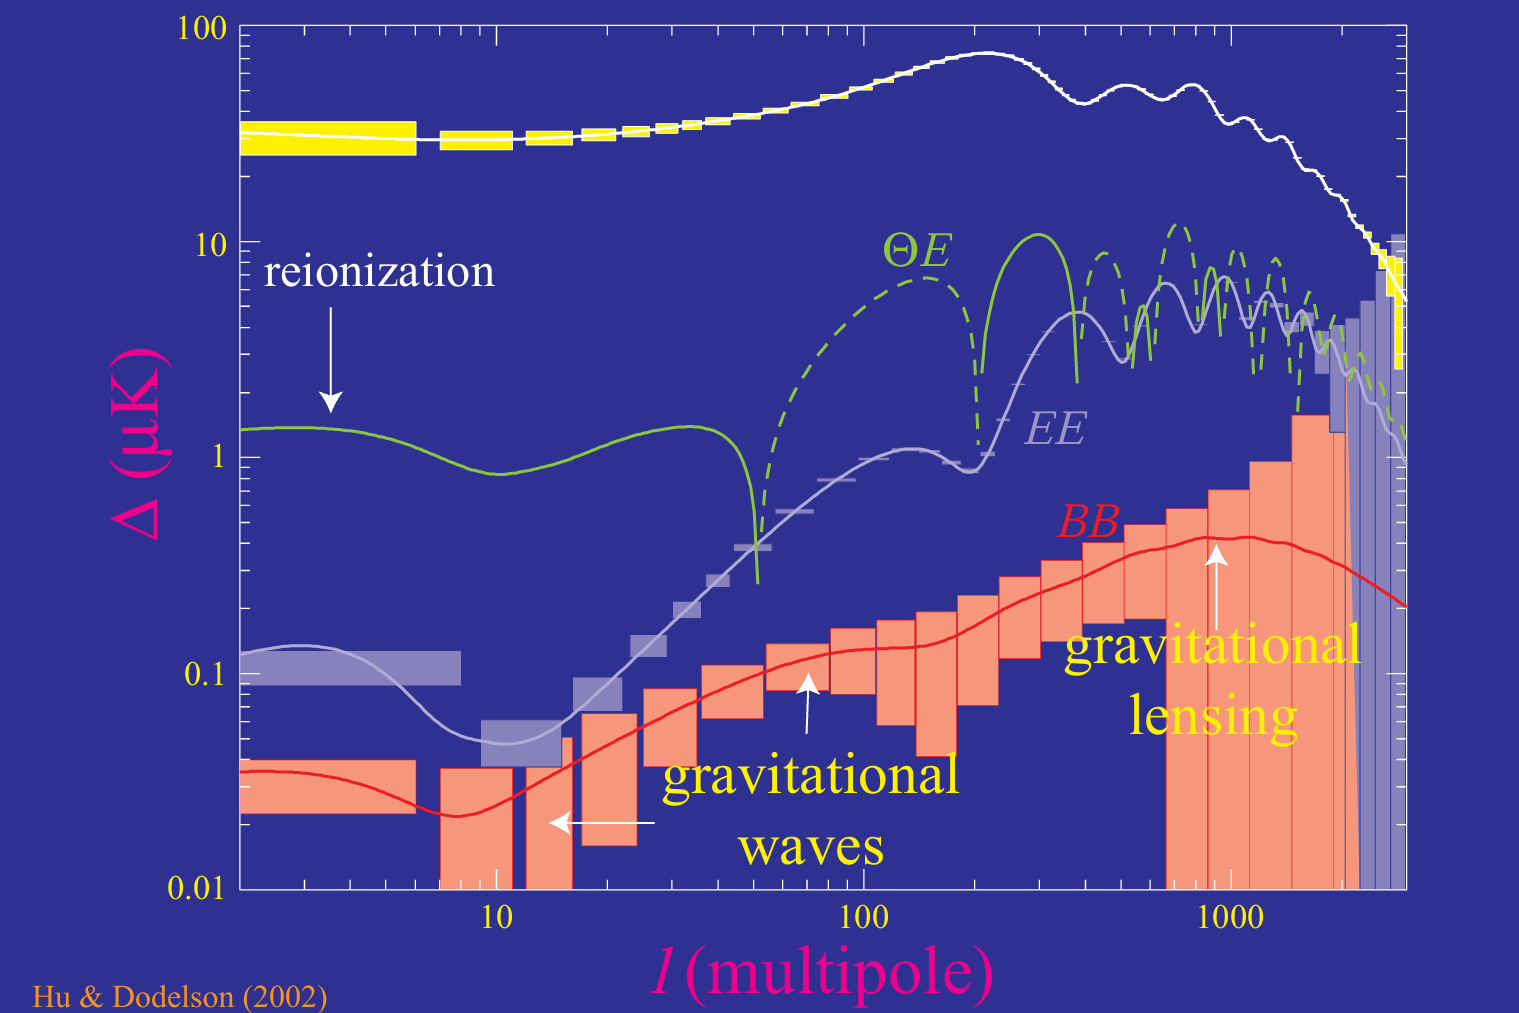 100
10
1
0.1
0.01
Δ (μK)
reionization
ΘE
EE
BB
gravitational
lensing
gravitational
waves
10
100
1000
l (multipole)
Hu & Dodelson (2002)